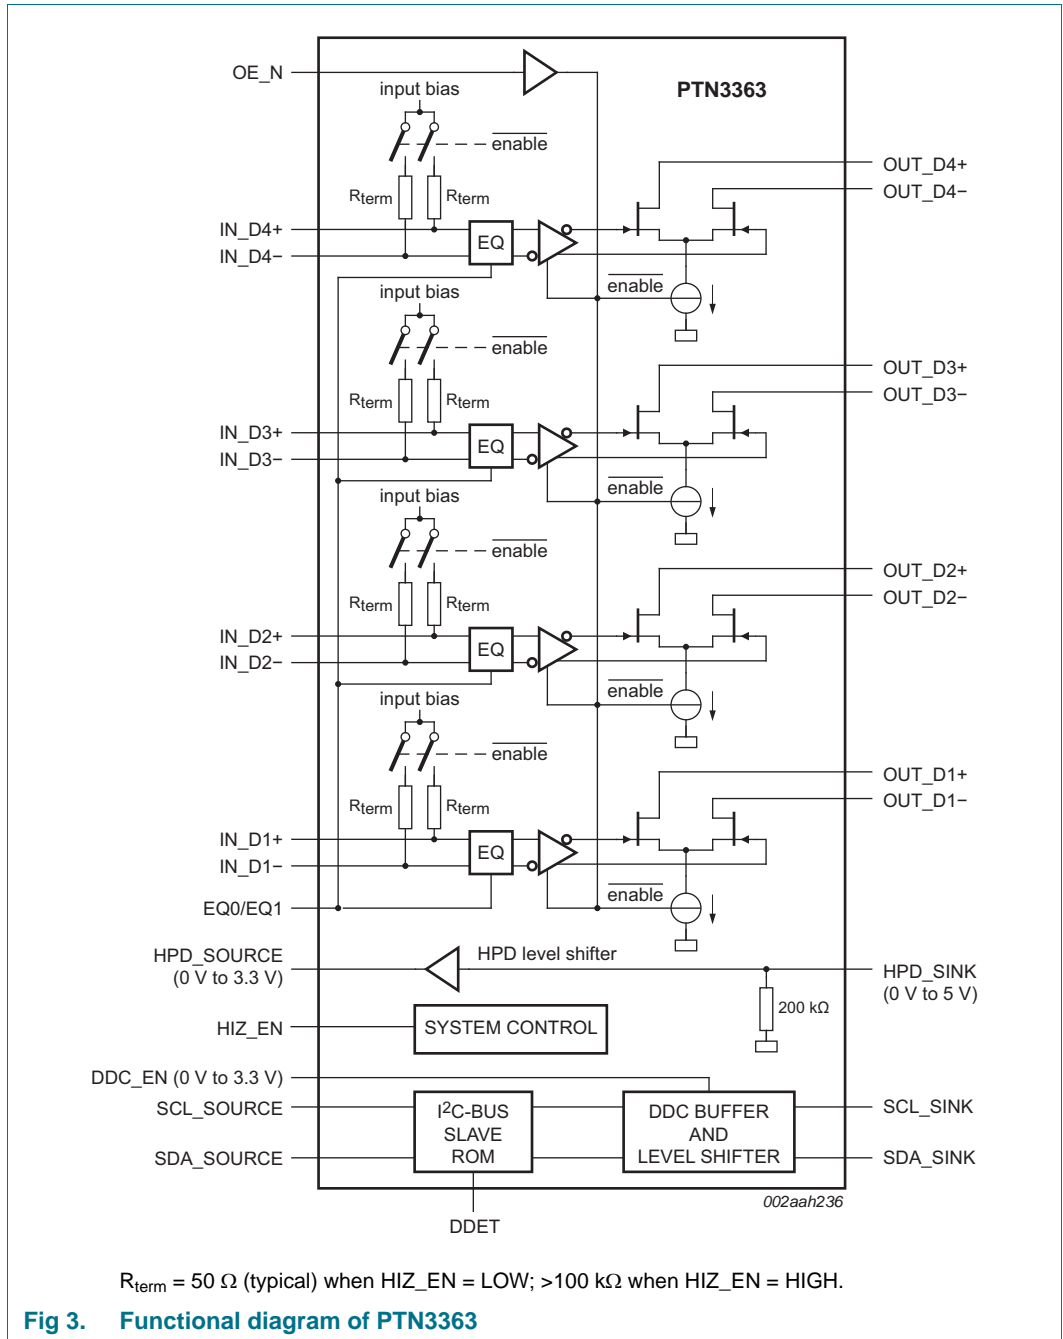 OE_N
PTN3363
input bias
enable
Rterm
Rterm
OUT_D4+
OUT_D4−
IN_D4+
IN_D4−
EQ
enable
input bias
enable
Rterm
Rterm
OUT_D3+
OUT_D3−
IN_D3+
IN_D3−
EQ
enable
input bias
enable
Rterm
Rterm
OUT_D2+
OUT_D2−
IN_D2+
IN_D2−
EQ
enable
input bias
enable
Rterm
Rterm
OUT_D1+
OUT_D1−
IN_D1+
IN_D1−
EQ
enable
EQ0/EQ1
HPD_SOURCE
(0 V to 3.3 V)
HPD level shifter
HPD_SINK
(0 V to 5 V)
200 kΩ
HIZ_EN
SYSTEM CONTROL
DDC_EN (0 V to 3.3 V)
SCL_SOURCE
SDA_SOURCE
I²C-BUS
SLAVE
ROM
DDC BUFFER
AND
LEVEL SHIFTER
SCL_SINK
SDA_SINK
002aah236
DDET
Rterm = 50 Ω (typical) when HIZ_EN = LOW; >100 kΩ when HIZ_EN = HIGH.
Fig 3. Functional diagram of PTN3363